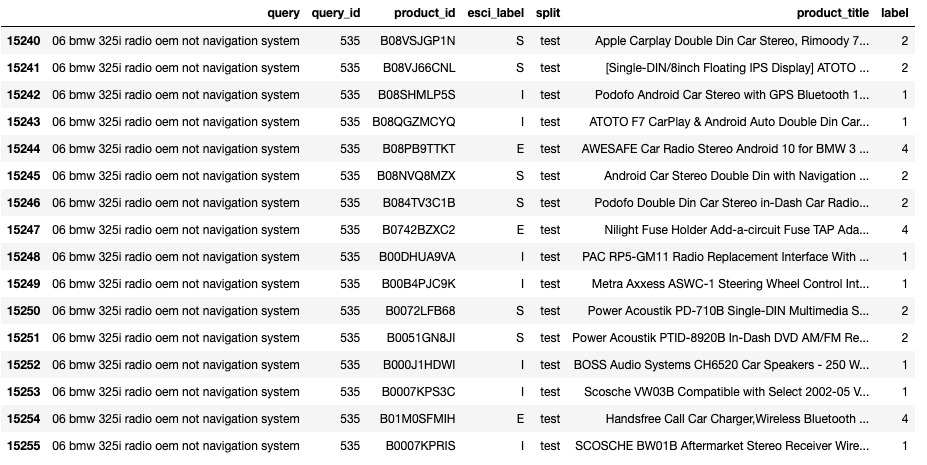 query query_id product_id esci_label split product_title label
15240 06 bmw 325i radio oem not navigation system 535 B08VSJGP1N S test Apple Carplay Double Din Car Stereo, Rimoody 7... 2
15241 06 bmw 325i radio oem not navigation system 535 B08VJ66CNL S test [Single-DIN/8inch Floating IPS Display] ATOTO ... 2
15242 06 bmw 325i radio oem not navigation system 535 B08SHMLP5S I test Podofo Android Car Stereo with GPS Bluetooth 1... 1
15243 06 bmw 325i radio oem not navigation system 535 B08QGZMCYQ I test ATOTO F7 CarPlay & Android Auto Double Din Car... 1
15244 06 bmw 325i radio oem not navigation system 535 B08PB9TTKT E test AWESAFE Car Radio Stereo Android 10 for BMW 3 ... 4
15245 06 bmw 325i radio oem not navigation system 535 B08NVQ8MZX S test Android Car Stereo Double Din with Navigation ... 2
15246 06 bmw 325i radio oem not navigation system 535 B084TV3C1B S test Podofo Double Din Car Stereo in-Dash Car Radio... 2
15247 06 bmw 325i radio oem not navigation system 535 B0742BZXC2 E test Nilight Fuse Holder Add-a-circuit Fuse TAP Ada... 4
15248 06 bmw 325i radio oem not navigation system 535 B00DHUA9VA I test PAC RP5-GM11 Radio Replacement Interface With ... 1
15249 06 bmw 325i radio oem not navigation system 535 B00B4PJC9K I test Metra Axxess ASWC-1 Steering Wheel Control Int... 1
15250 06 bmw 325i radio oem not navigation system 535 B0072LFB68 S test Power Acoustik PD-710B Single-DIN Multimedia S... 2
15251 06 bmw 325i radio oem not navigation system 535 B0051GN8JI S test Power Acoustik PTID-8920B In-Dash DVD AM/FM Re... 2
15252 06 bmw 325i radio oem not navigation system 535 B000J1HDWI I test BOSS Audio Systems CH6520 Car Speakers - 250 W... 1
15253 06 bmw 325i radio oem not navigation system 535 B0007KPS3C I test Scosche VW03B Compatible with Select 2002-05 V... 1
15254 06 bmw 325i radio oem not navigation system 535 B01M0SFMIH E test Handsfree Call Car Charger,Wireless Bluetooth ... 4
15255 06 bmw 325i radio oem not navigation system 535 B0007KPRIS I test SCOSCHE BW01B Aftermarket Stereo Receiver Wire... 1